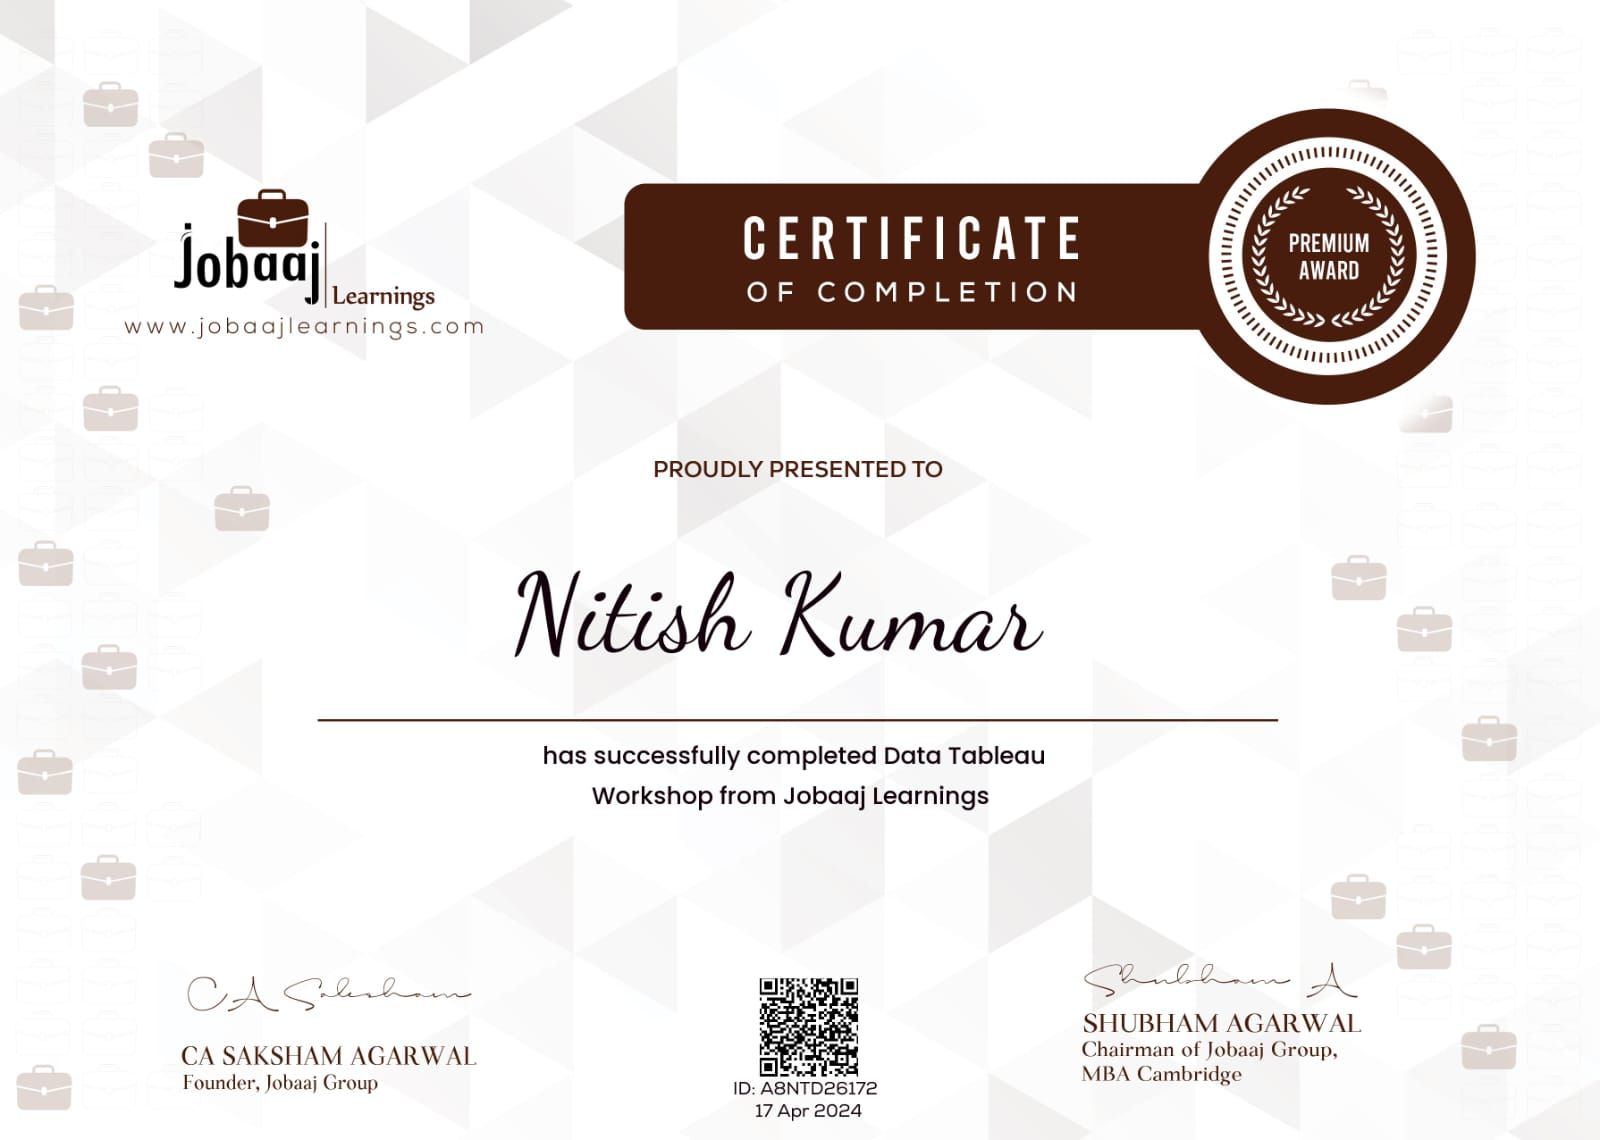 jobaaj
Learnings
www.jobaajlearnings.com
CERTIFICATE
OF COMPLETION
PREMIUM
AWARD
PROUDLY PRESENTED TO
Nitish Kumar
has successfully completed Data Tableau
Workshop from Jobaaj Learnings
CA Saksham
CA SAKSHAM AGARWAL
Founder, Jobaaj Group
ID: A8NTD26172
17 Apr 2024
Shubham A
SHUBHAM AGARWAL
Chairman of Jobaaj Group,
MBA Cambridge